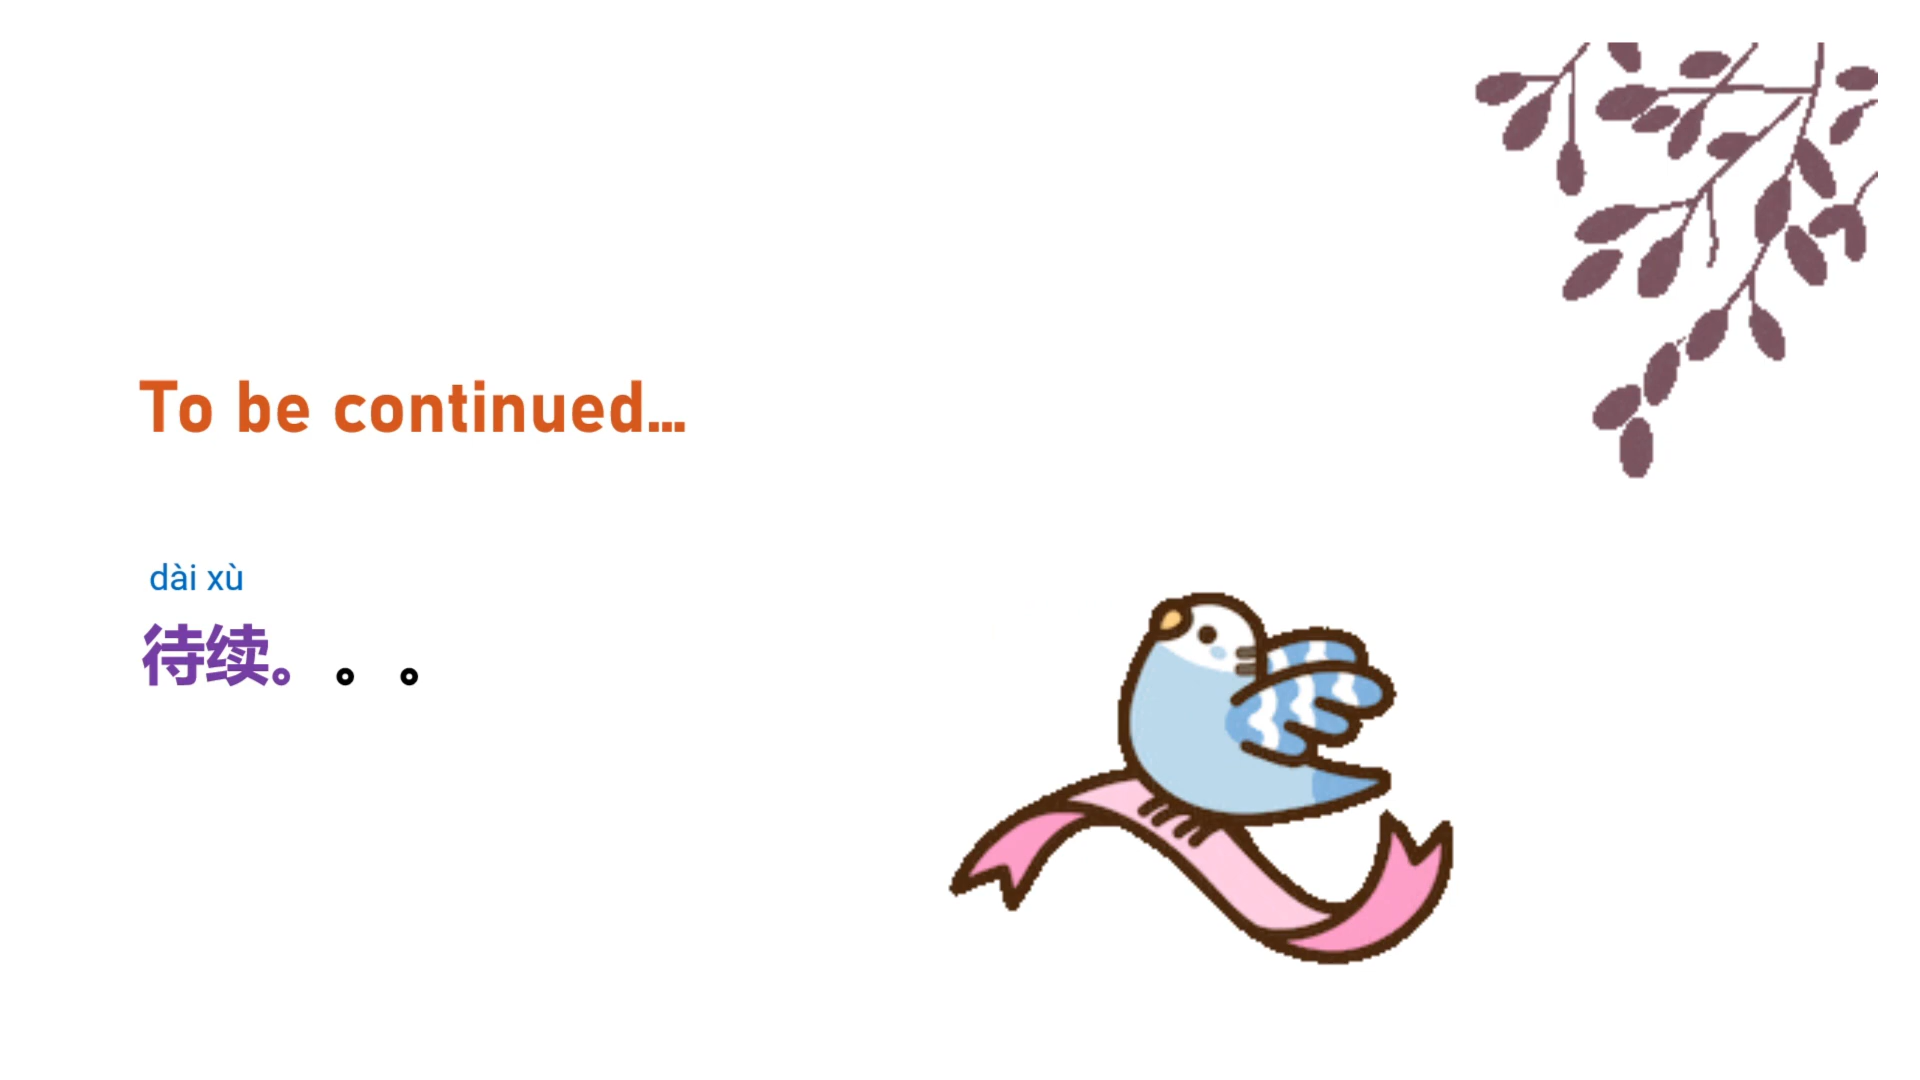 To be continued...
dài xù
待续。。。